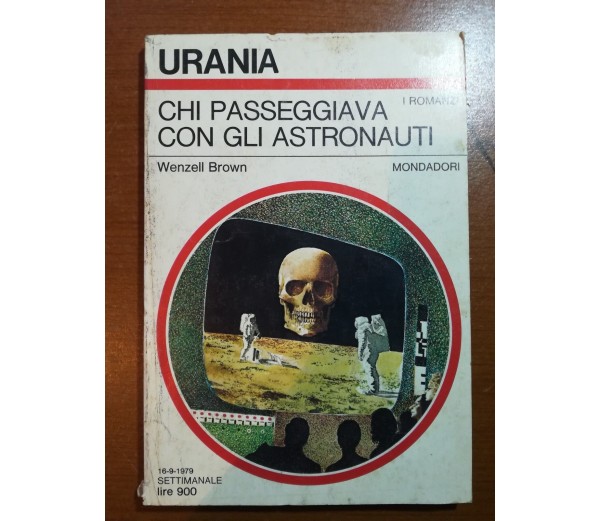 URANIA
CHI PASSEGGIAVA
I ROMANZI
CON GLI ASTRONAUTI
Wenzell Brown
MONDADORI
16-9-1979
SETTIMANALE
lire 900